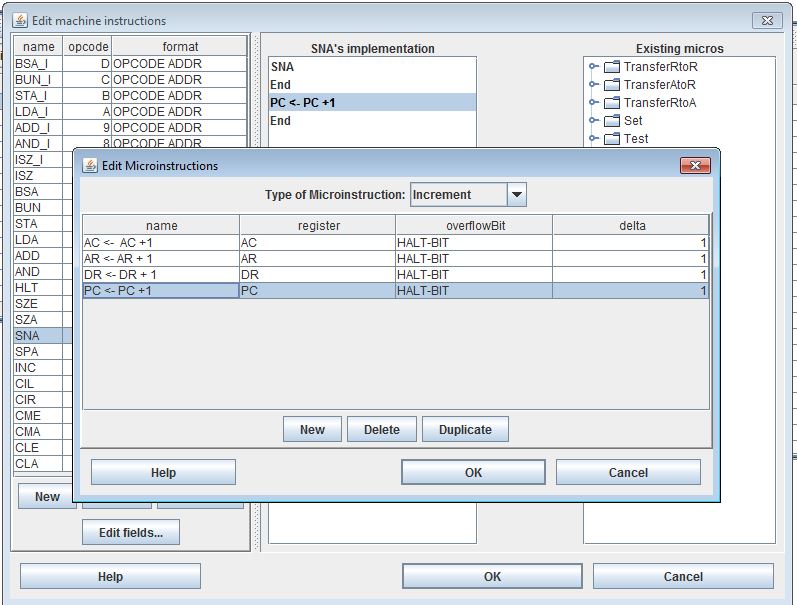 Edit machine instructions
name opcode format
BSA_I D OPCODE ADDR
BUN_I C OPCODE ADDR
STA_I B OPCODE ADDR
LDA_I A OPCODE ADDR
ADD_I 9 OPCODE ADDR
AND_I 8 OPCODE ADDR
ISZ_I
ISZ
BSA
BUN
STA
LDA
ADD
AND
HLT
SZE
SZA
SNA
SPA
INC
CIL
CIR
CME
CMA
CLE
CLA
New
Edit fields...
SNA's implementation
SNA
End
PC <- PC +1
End
Existing micros
TransferRtoR
TransferAtoR
TransferRtoA
Set
Test
Edit Microinstructions
Type of Microinstruction: Increment
name register overflowBit delta
AC <- AC +1 AC HALT-BIT 1
AR <- AR + 1 AR HALT-BIT 1
DR <- DR + 1 DR HALT-BIT 1
PC <- PC +1 PC HALT-BIT 1
New Delete Duplicate
Help OK Cancel
Help OK Cancel